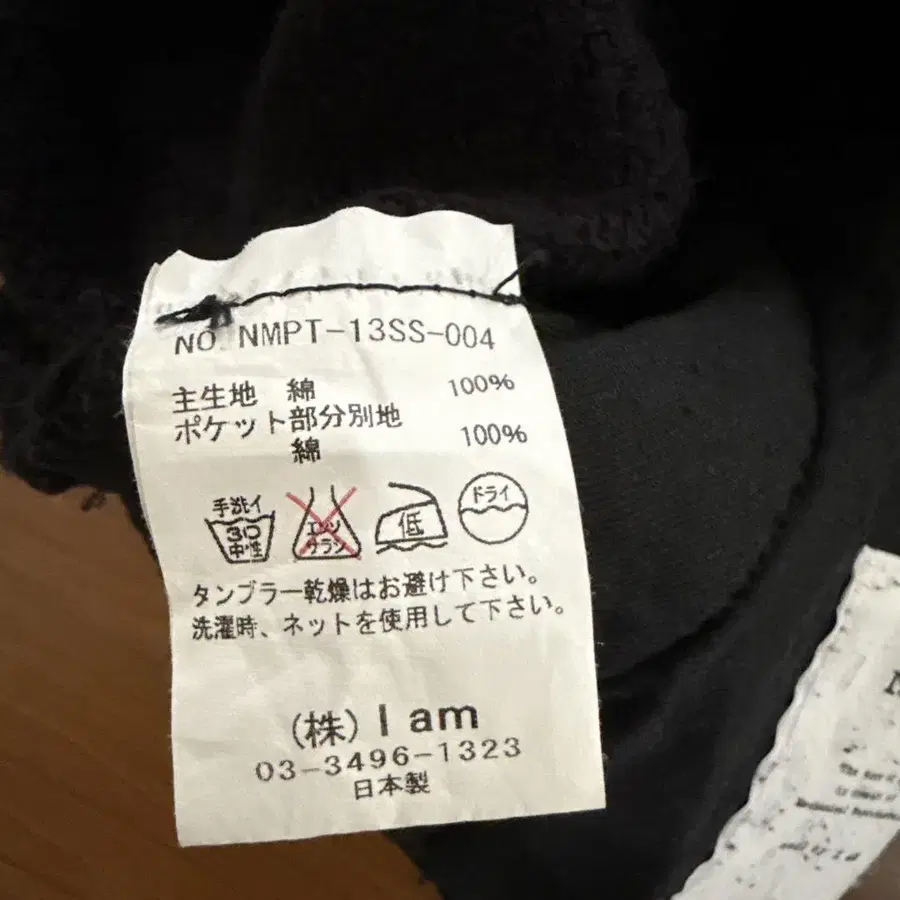 NO. NMPT-13SS-004
主生地 綿 100%
ポケット部分別地
綿 100%
手洗イ
30
中性
エンソ
サラシ
低
ドライ
タンブラー乾燥はお避け下さい。
洗濯時、ネットを使用して下さい。
(株) I am
03-3496-1323
日本製